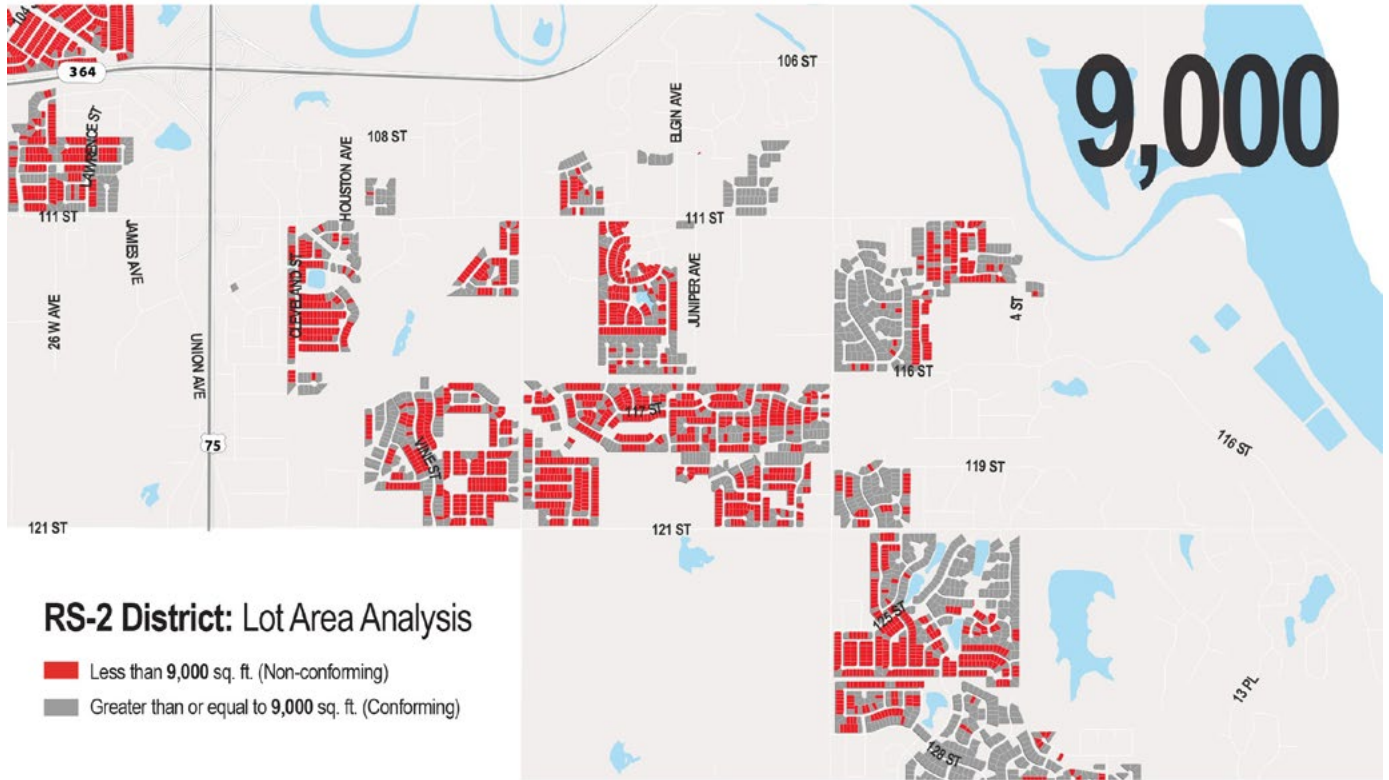 104 S
364
106 ST
9,000
LAWRENCE ST
HOUSTON AVE
108 ST
ELGIN AVE
111 ST
111 ST
JAMES AVE
CLEVELAND ST
JUNIPER AVE
4 ST
26 W AVE
UNION AVE
116 ST
117 ST
75
VINE ST
116 ST
119 ST
121 ST
121 ST
125 ST
13 PL
128 ST
RS-2 District: Lot Area Analysis
Less than 9,000 sq. ft. (Non-conforming)
Greater than or equal to 9,000 sq. ft. (Conforming)